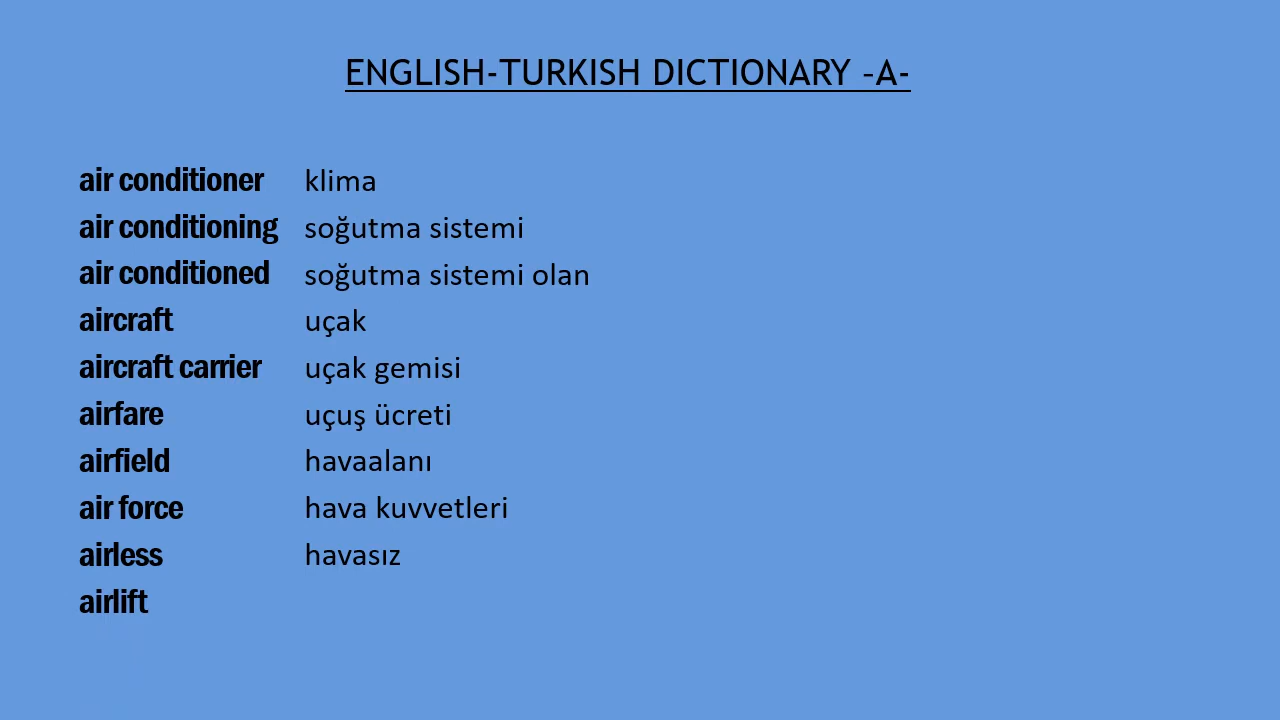 ENGLISH-TURKISH DICTIONARY –A-
air conditioner klima
air conditioning soğutma sistemi
air conditioned soğutma sistemi olan
aircraft uçak
aircraft carrier uçak gemisi
airfare uçuş ücreti
airfield havaalanı
air force hava kuvvetleri
airless havasız
airlift